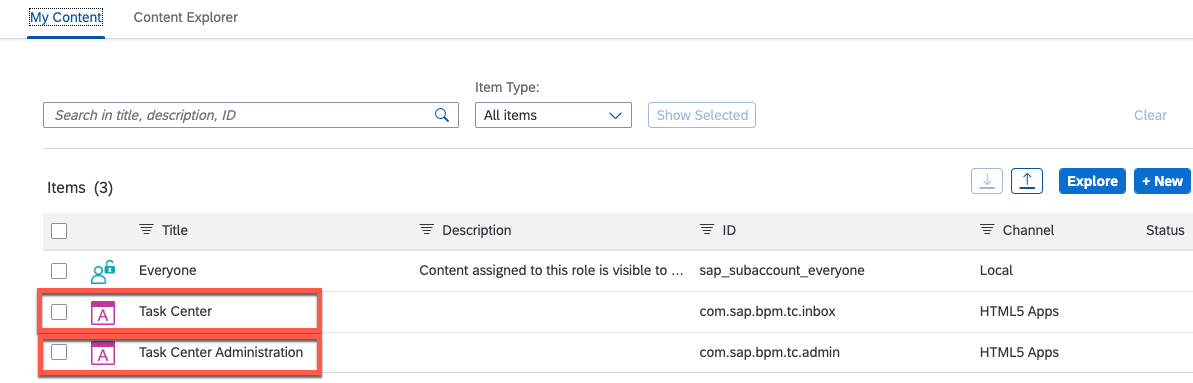 My Content Content Explorer
Item Type:
Search in title, description, ID All items Show Selected Clear
Items (3) Explore + New
Title Description ID Channel Status
Everyone Content assigned to this role is visible to ... sap_subaccount_everyone Local
A Task Center com.sap.bpm.tc.inbox HTML5 Apps
A Task Center Administration com.sap.bpm.tc.admin HTML5 Apps